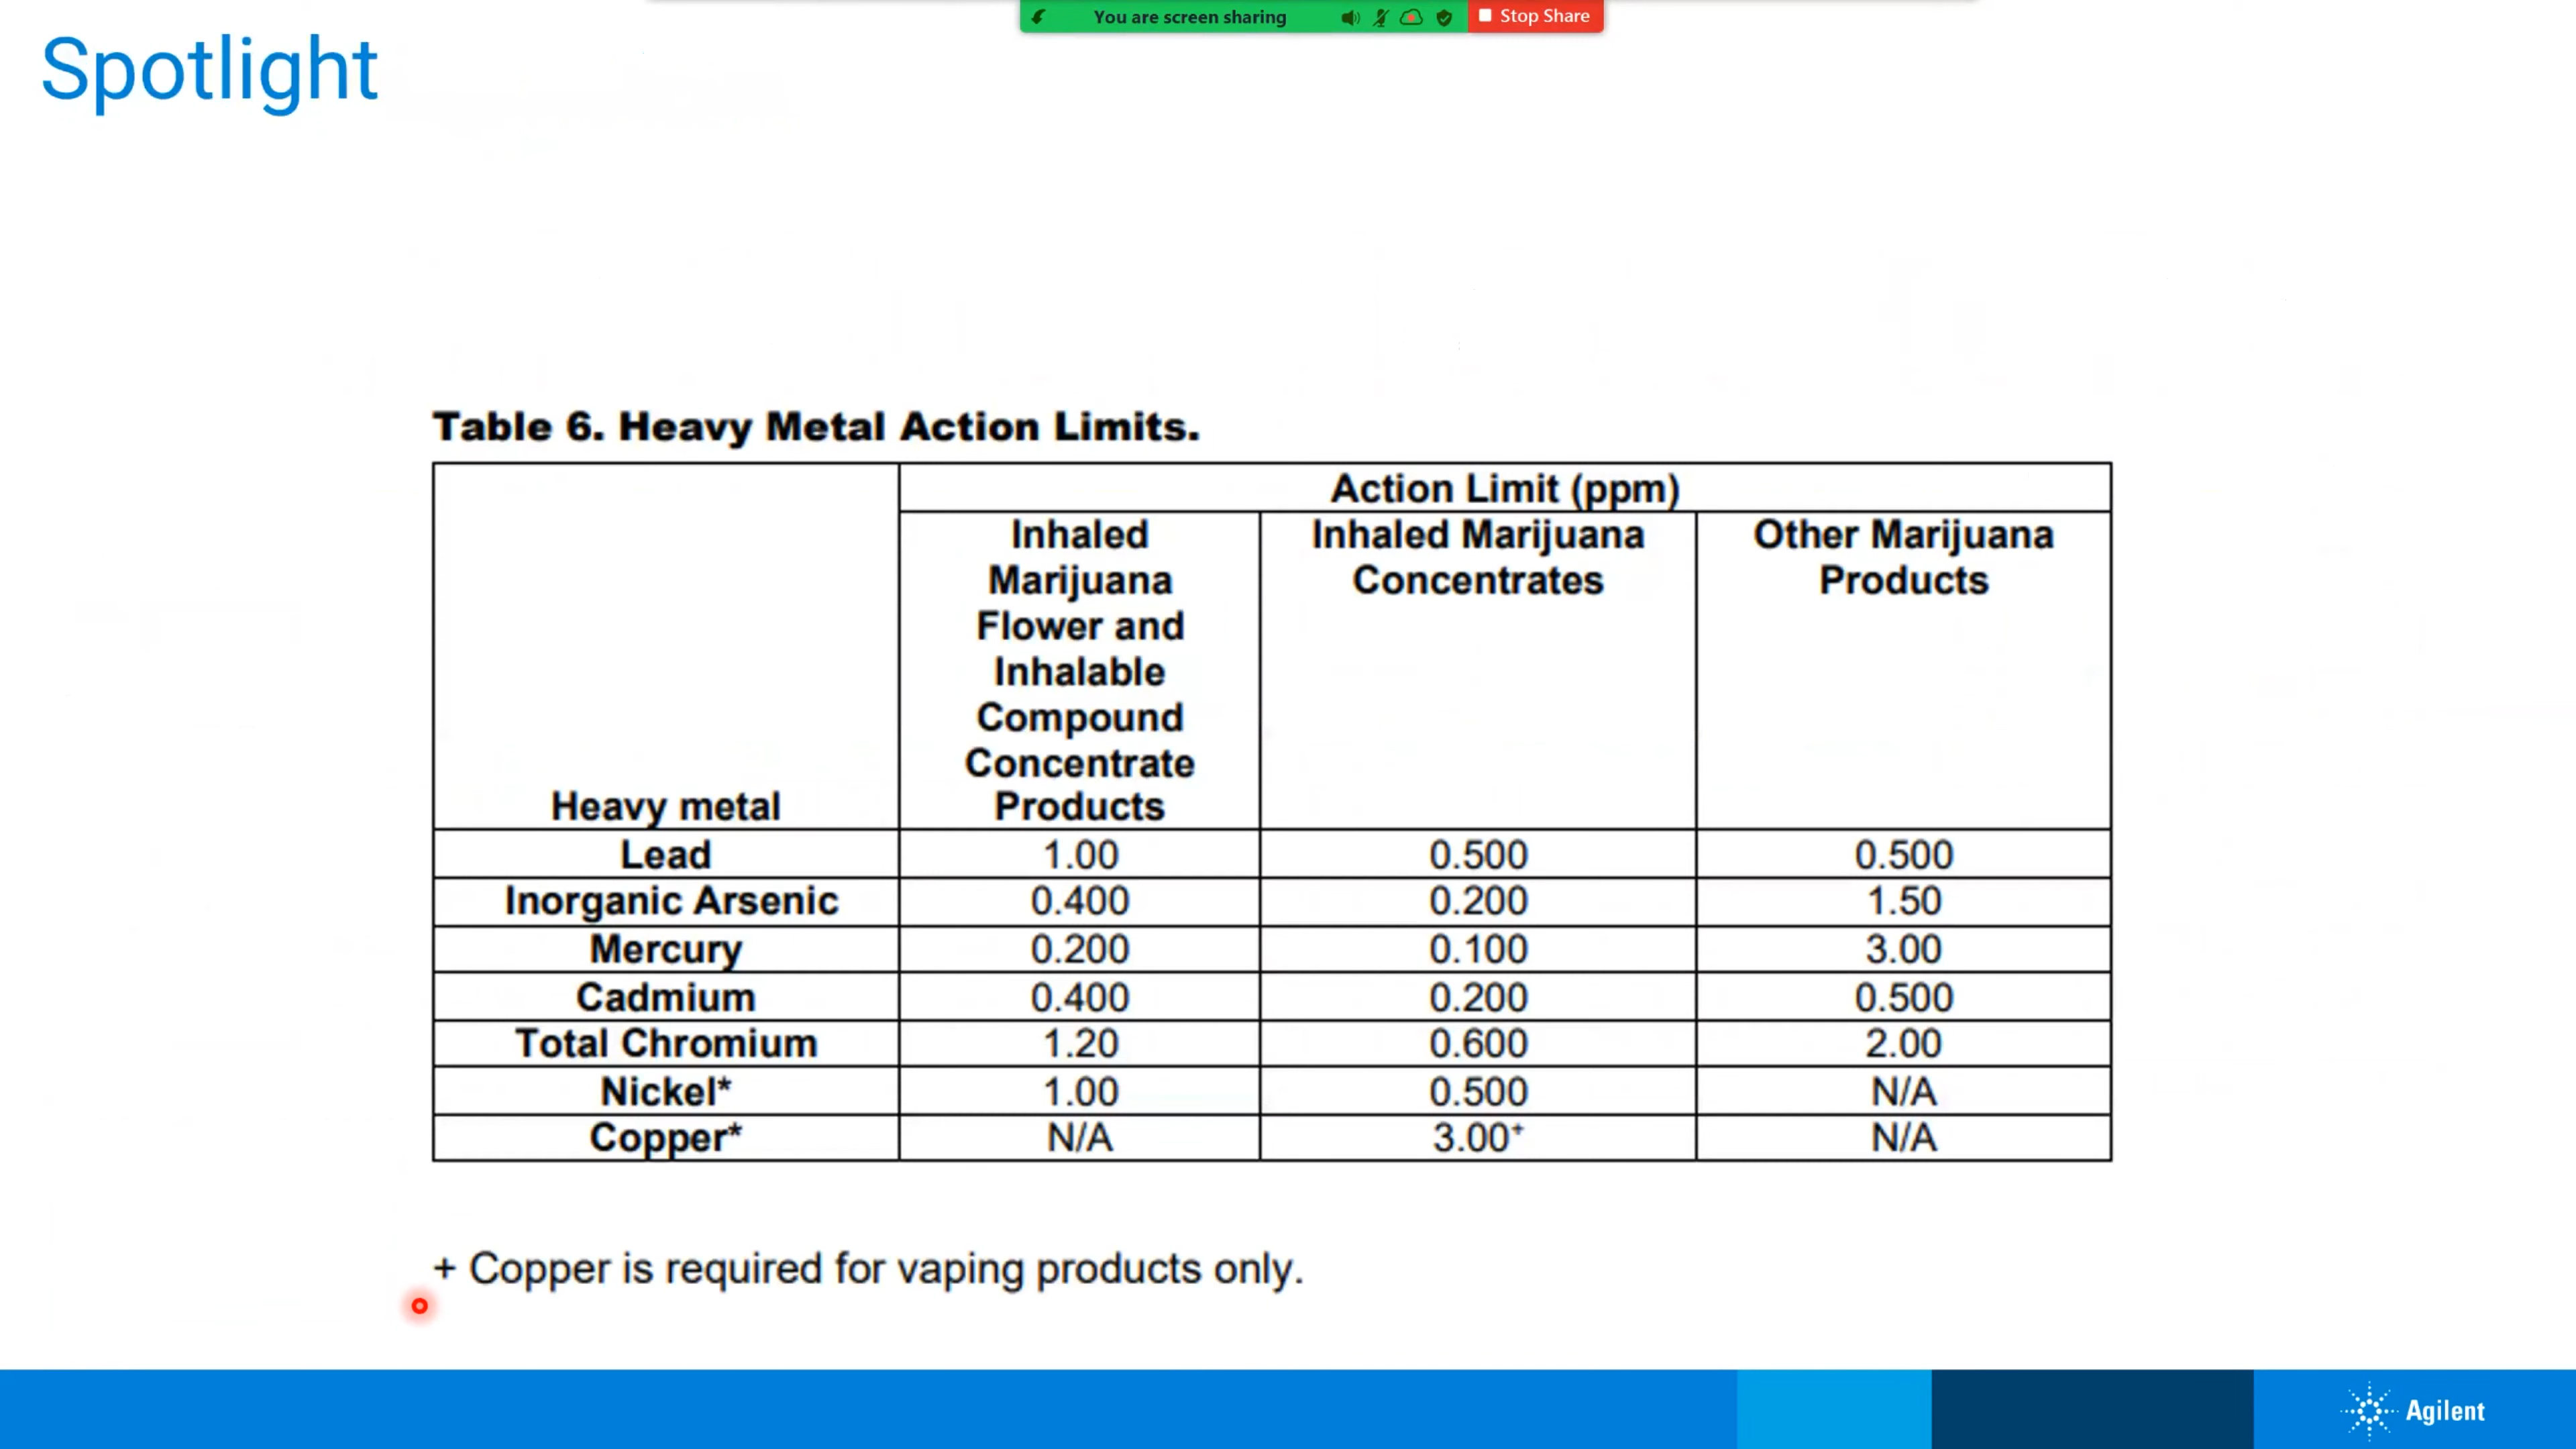 You are screen sharing
Stop Share
Spotlight
Table 6. Heavy Metal Action Limits.
Action Limit (ppm)
Heavy metal
Inhaled
Marijuana
Flower and
Inhalable
Compound
Concentrate
Products
Inhaled Marijuana
Concentrates
Other Marijuana
Products
Lead 1.00 0.500 0.500
Inorganic Arsenic 0.400 0.200 1.50
Mercury 0.200 0.100 3.00
Cadmium 0.400 0.200 0.500
Total Chromium 1.20 0.600 2.00
Nickel* 1.00 0.500 N/A
Copper* N/A 3.00⁺ N/A
+ Copper is required for vaping products only.
Agilent